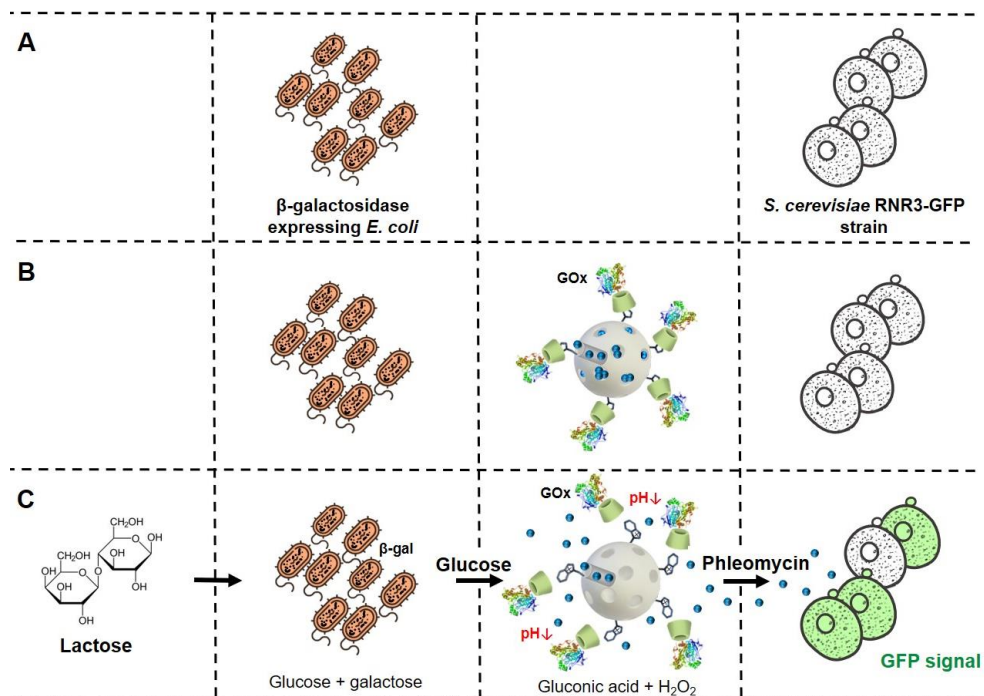 A
β-galactosidase
expressing E. coli
S. cerevisiae RNR3-GFP
strain
B
GOx
C
GOx
pH↓
CH₂OH
O
OH
CH₂OH
OH
OH
O
O
OH
OH
OH
OH
Lactose
β-gal
Glucose
Phleomycin
pH↓
GFP signal
Glucose + galactose
Gluconic acid + H₂O₂